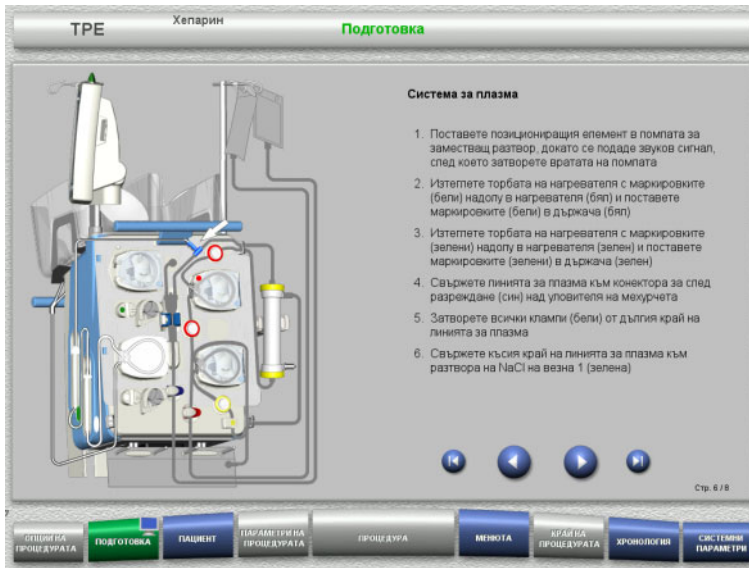 TPE
Хепарин
Подготовка
Система за плазма
1. Поставете позициониращия елемент в помпата за
заместващ разтвор, докато се подаде звуков сигнал,
след което затворете вратата на помпата
2. Изтеглете торбата на нагревателя с маркировките
(бели) надолу в нагревателя (бял) и поставете
маркировките (бели) в държача (бял)
3. Изтеглете торбата на нагревателя с маркировките
(зелени) надолу в нагревателя (зелен) и поставете
маркировките (зелени) в държача (зелен)
4. Свържете линията за плазма към конектора за след
разреждане (син) над уловителя на мехурчета
5. Затворете всички клампи (бели) от дългия край на
линията за плазма
6. Свържете късия край на линията за плазма към
разтвора на NaCl на везна 1 (зелена)
Стр. 6 / 8
7
ОПЦИИ НА
ПРОЦЕДУРАТА
ПОДГОТОВКА
ПАЦИЕНТ
ПАРАМЕТРИ НА
ПРОЦЕДУРАТА
ПРОЦЕДУРА
МЕНЮТА
КРАЙ НА
ПРОЦЕДУРАТА
ХРОНОЛОГИЯ
СИСТЕМНИ
ПАРАМЕТРИ